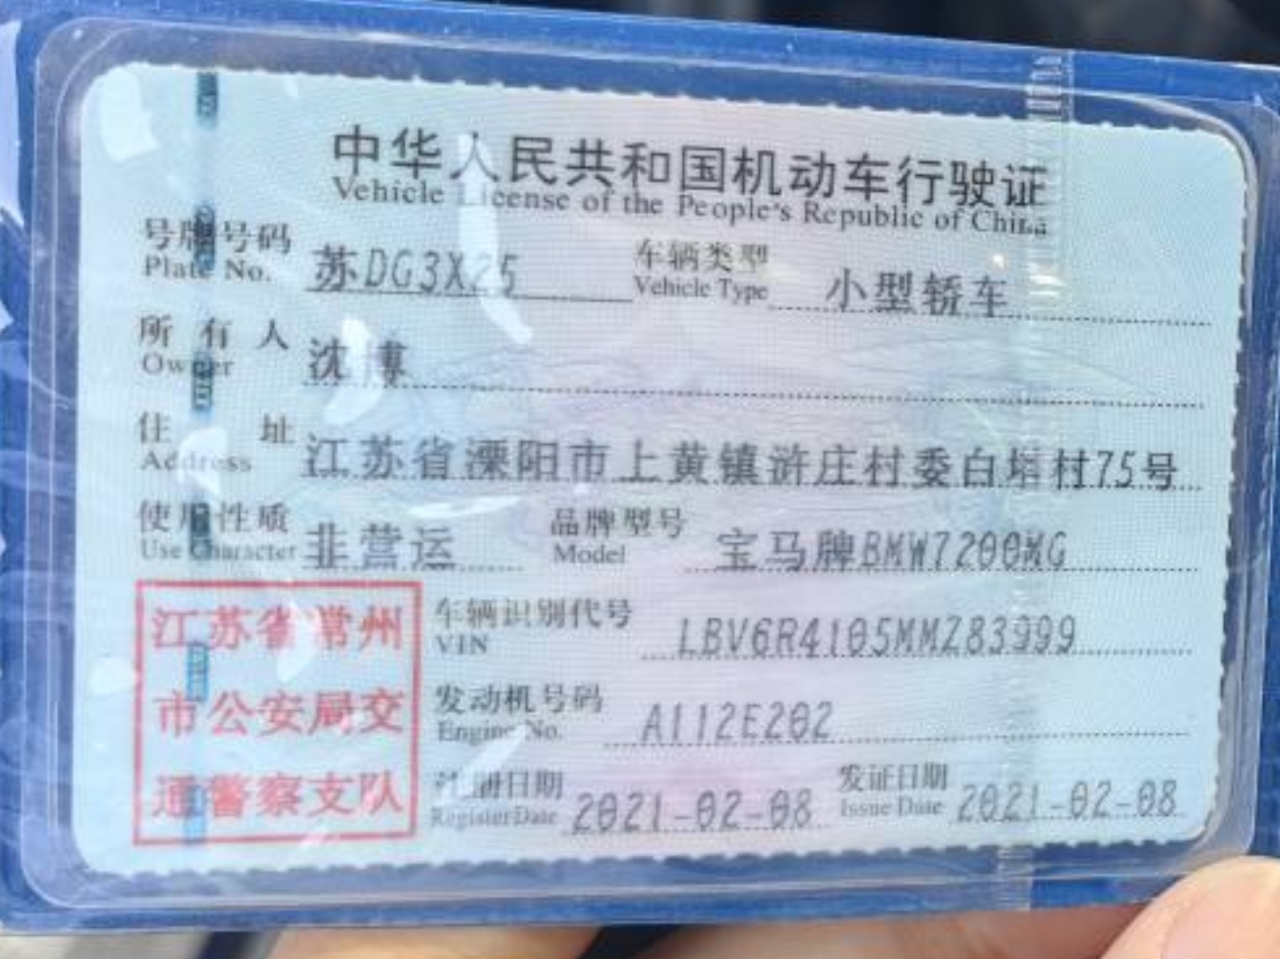 中华人民共和国机动车行驶证
Vehicle License of the People's Republic of China
号牌号码 苏DG3X25 车辆类型 小型轿车
Plate No. Vehicle Type
所有人 沈博
Owner
住址 江苏省溧阳市上黄镇浒庄村委白塔村75号
Address
使用性质 非营运 品牌型号 宝马牌BMW7200MG
Use Character Model
江苏省常州
市公安局交
通警察支队
车辆识别代号 LBV6R4105MMZ83999
VIN
发动机号码 A112E202
Engine No.
注册日期 2021-02-08 发证日期 2021-02-08
Register Date Issue Date